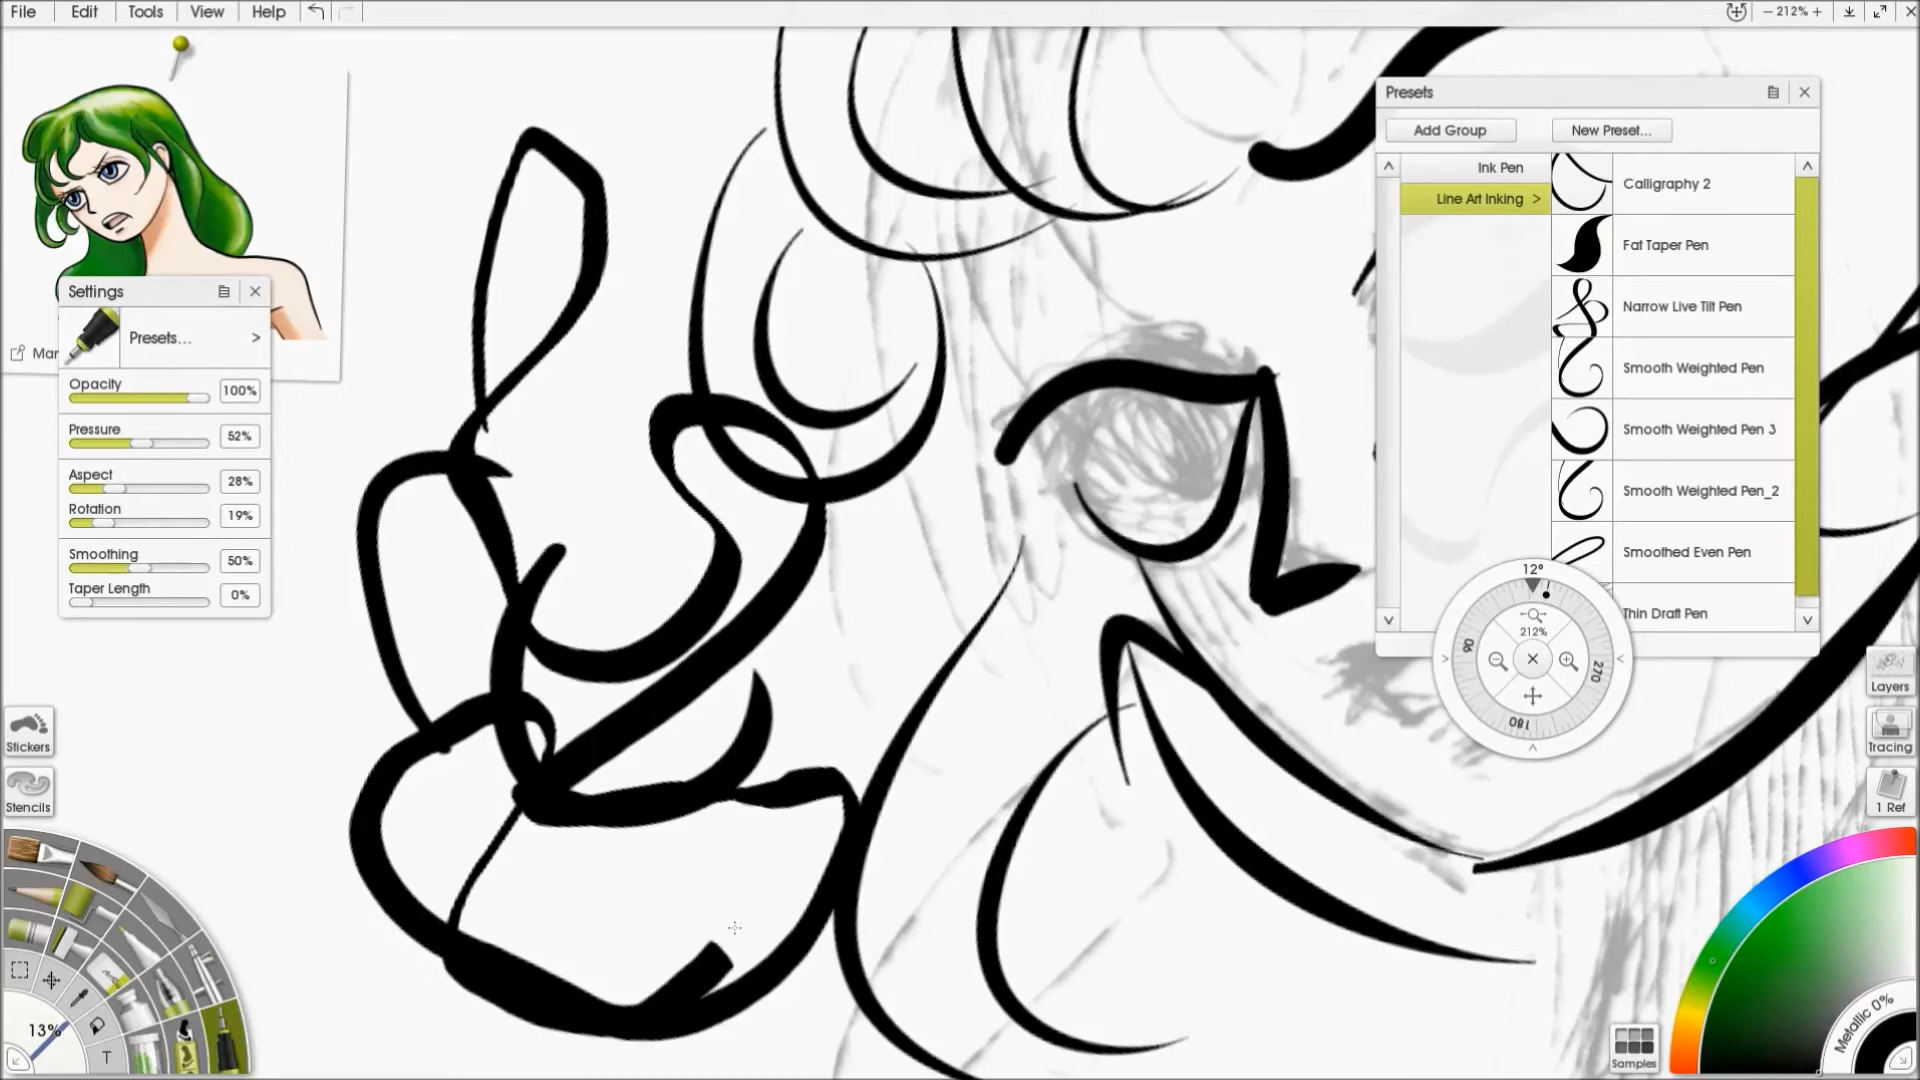 File Edit Tools View Help
212%
Presets
Add Group New Preset...
Ink Pen
Line Art Inking >
Calligraphy 2
Fat Taper Pen
Narrow Live Tilt Pen
Smooth Weighted Pen
Smooth Weighted Pen 3
Smooth Weighted Pen_2
Smoothed Even Pen
Thin Draft Pen
Settings
Presets... >
Mar
Opacity 100%
Pressure 52%
Aspect 28%
Rotation 19%
Smoothing 50%
Taper Length 0%
12°
212%
90
270
180
Stickers
Stencils
Layers
Tracing
1 Ref
13%
T
Samples
Metallic 0%